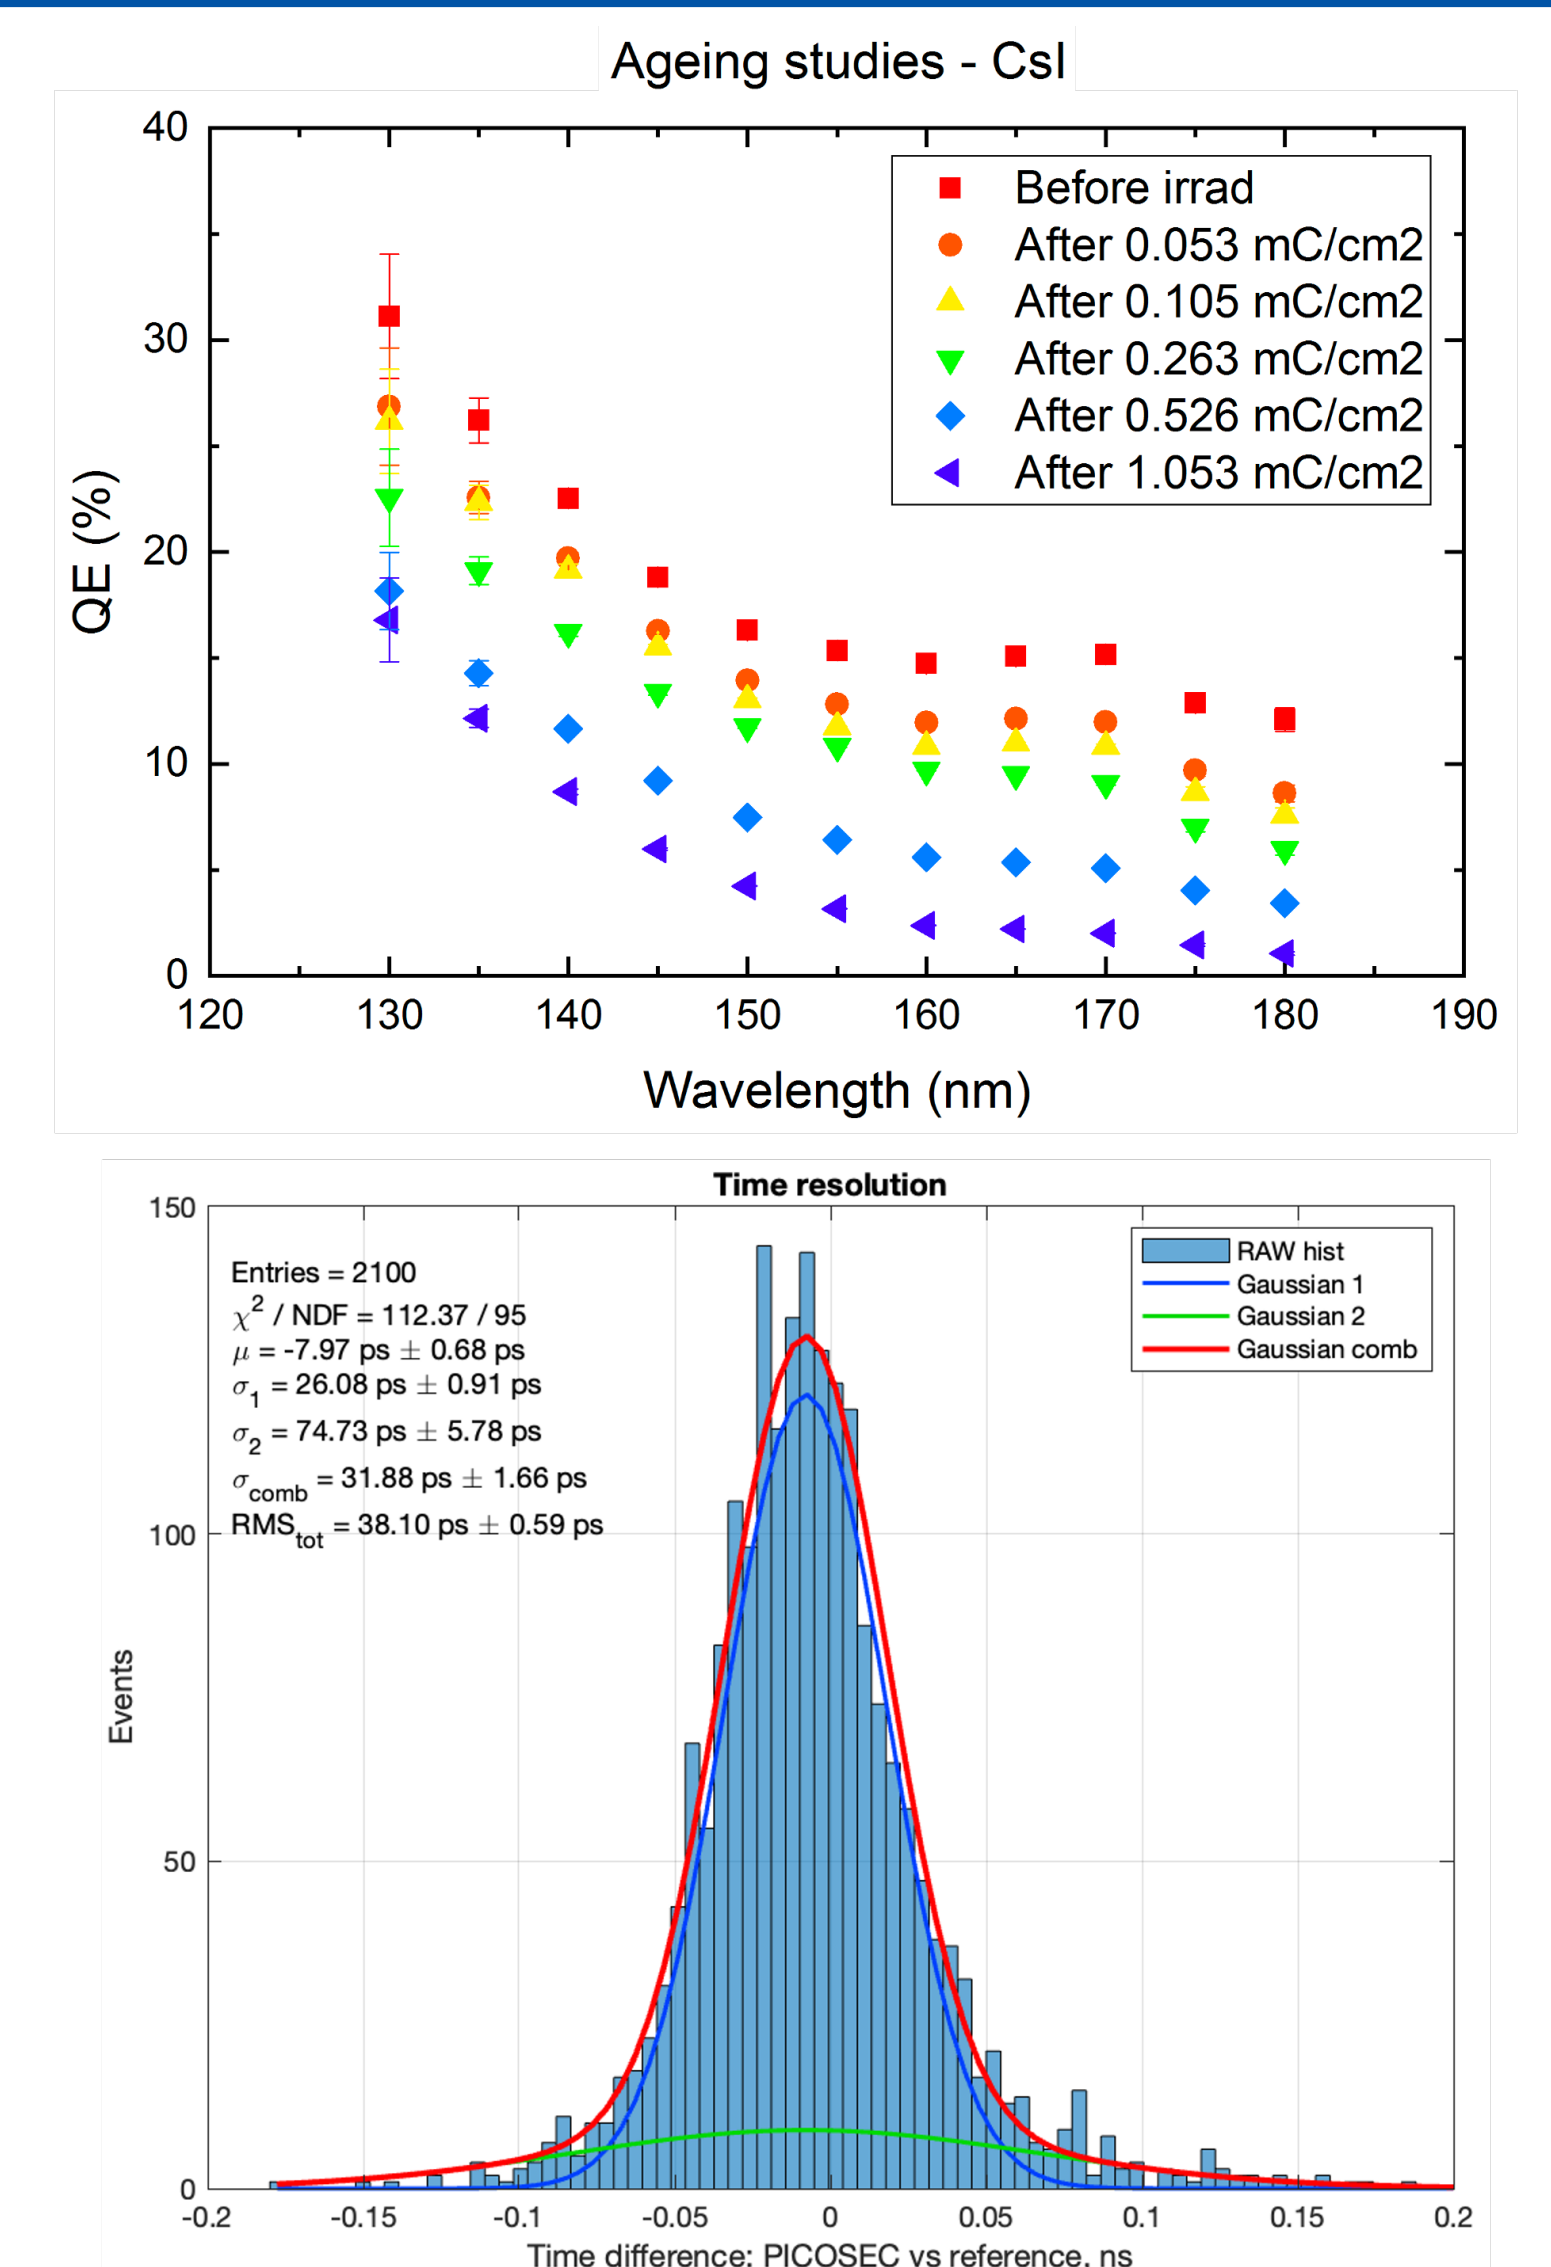 Ageing studies - CsI
40
30
20
10
0
QE (%)
Before irrad
After 0.053 mC/cm2
After 0.105 mC/cm2
After 0.263 mC/cm2
After 0.526 mC/cm2
After 1.053 mC/cm2
120 130 140 150 160 170 180 190
Wavelength (nm)
Time resolution
150
100
50
0
Events
Entries = 2100
χ² / NDF = 112.37 / 95
μ = -7.97 ps ± 0.68 ps
σ₁ = 26.08 ps ± 0.91 ps
σ₂ = 74.73 ps ± 5.78 ps
σcomb = 31.88 ps ± 1.66 ps
RMStot = 38.10 ps ± 0.59 ps
RAW hist
Gaussian 1
Gaussian 2
Gaussian comb
-0.2 -0.15 -0.1 -0.05 0 0.05 0.1 0.15 0.2
Time difference: PICOSEC vs reference, ns